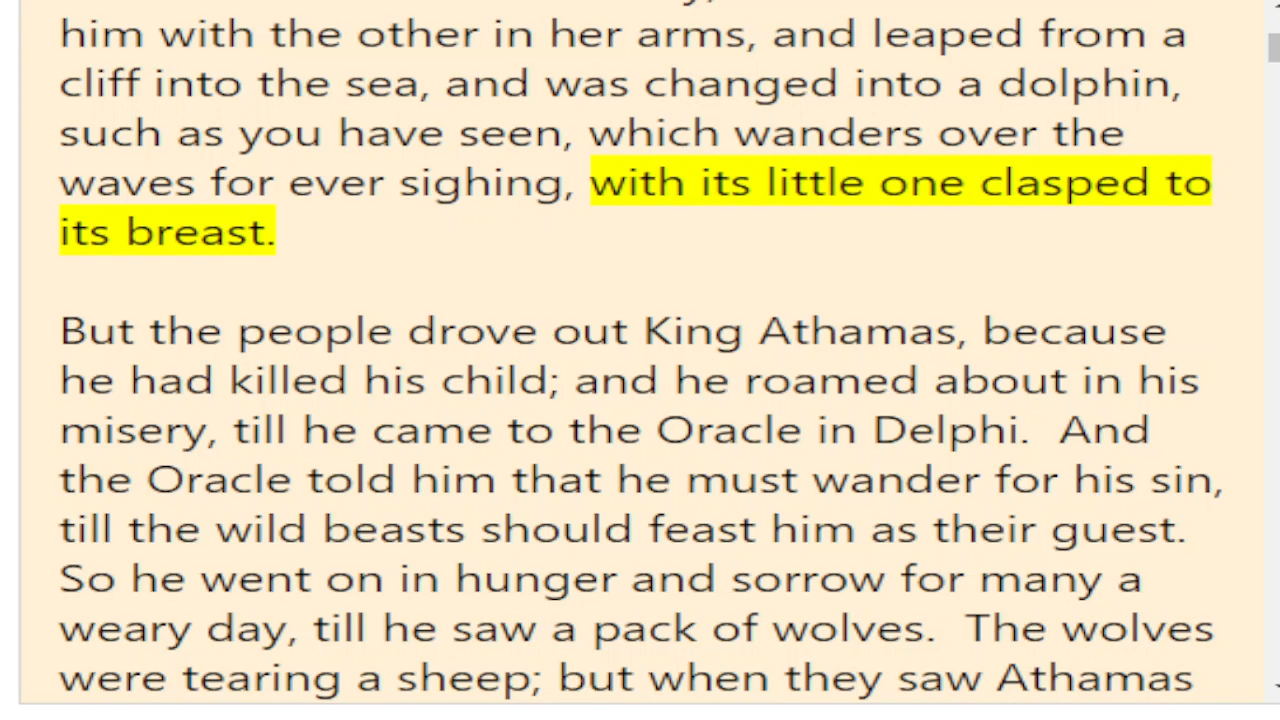 him with the other in her arms, and leaped from a
cliff into the sea, and was changed into a dolphin,
such as you have seen, which wanders over the
waves for ever sighing, with its little one clasped to
its breast.
But the people drove out King Athamas, because
he had killed his child; and he roamed about in his
misery, till he came to the Oracle in Delphi.  And
the Oracle told him that he must wander for his sin,
till the wild beasts should feast him as their guest.
So he went on in hunger and sorrow for many a
weary day, till he saw a pack of wolves.  The wolves
were tearing a sheep; but when they saw Athamas